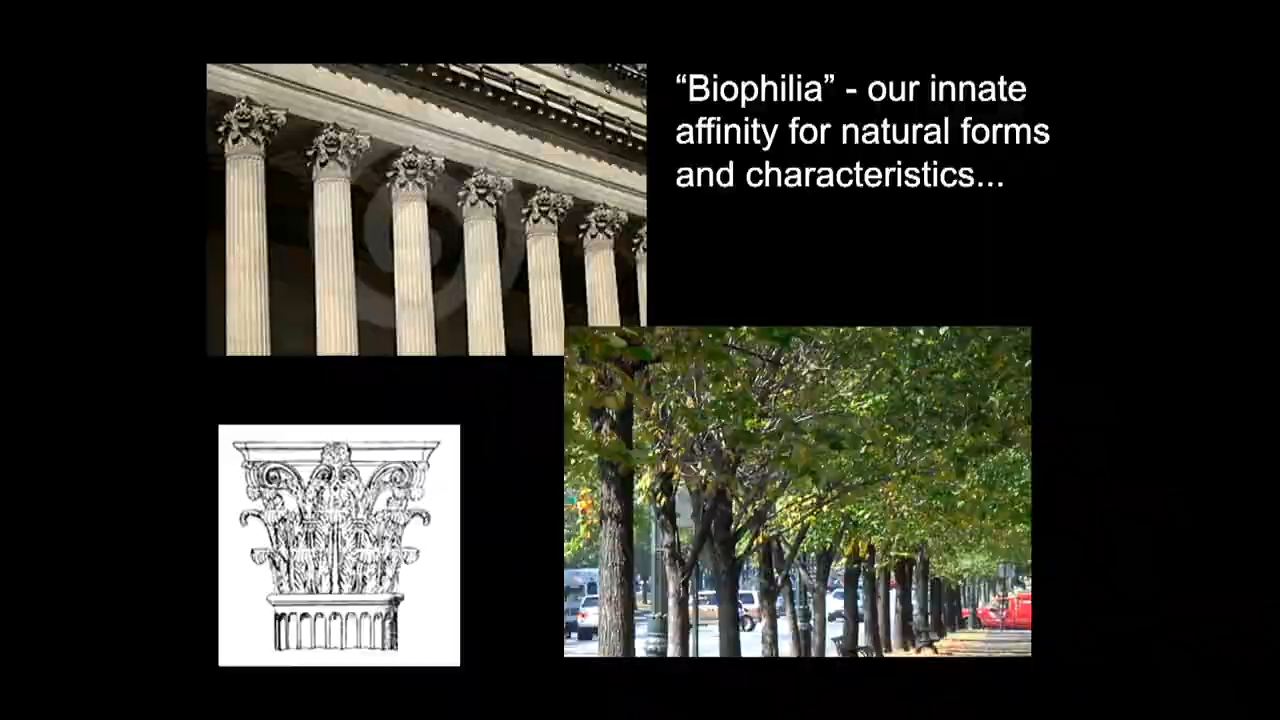 “Biophilia” - our innate
affinity for natural forms
and characteristics...